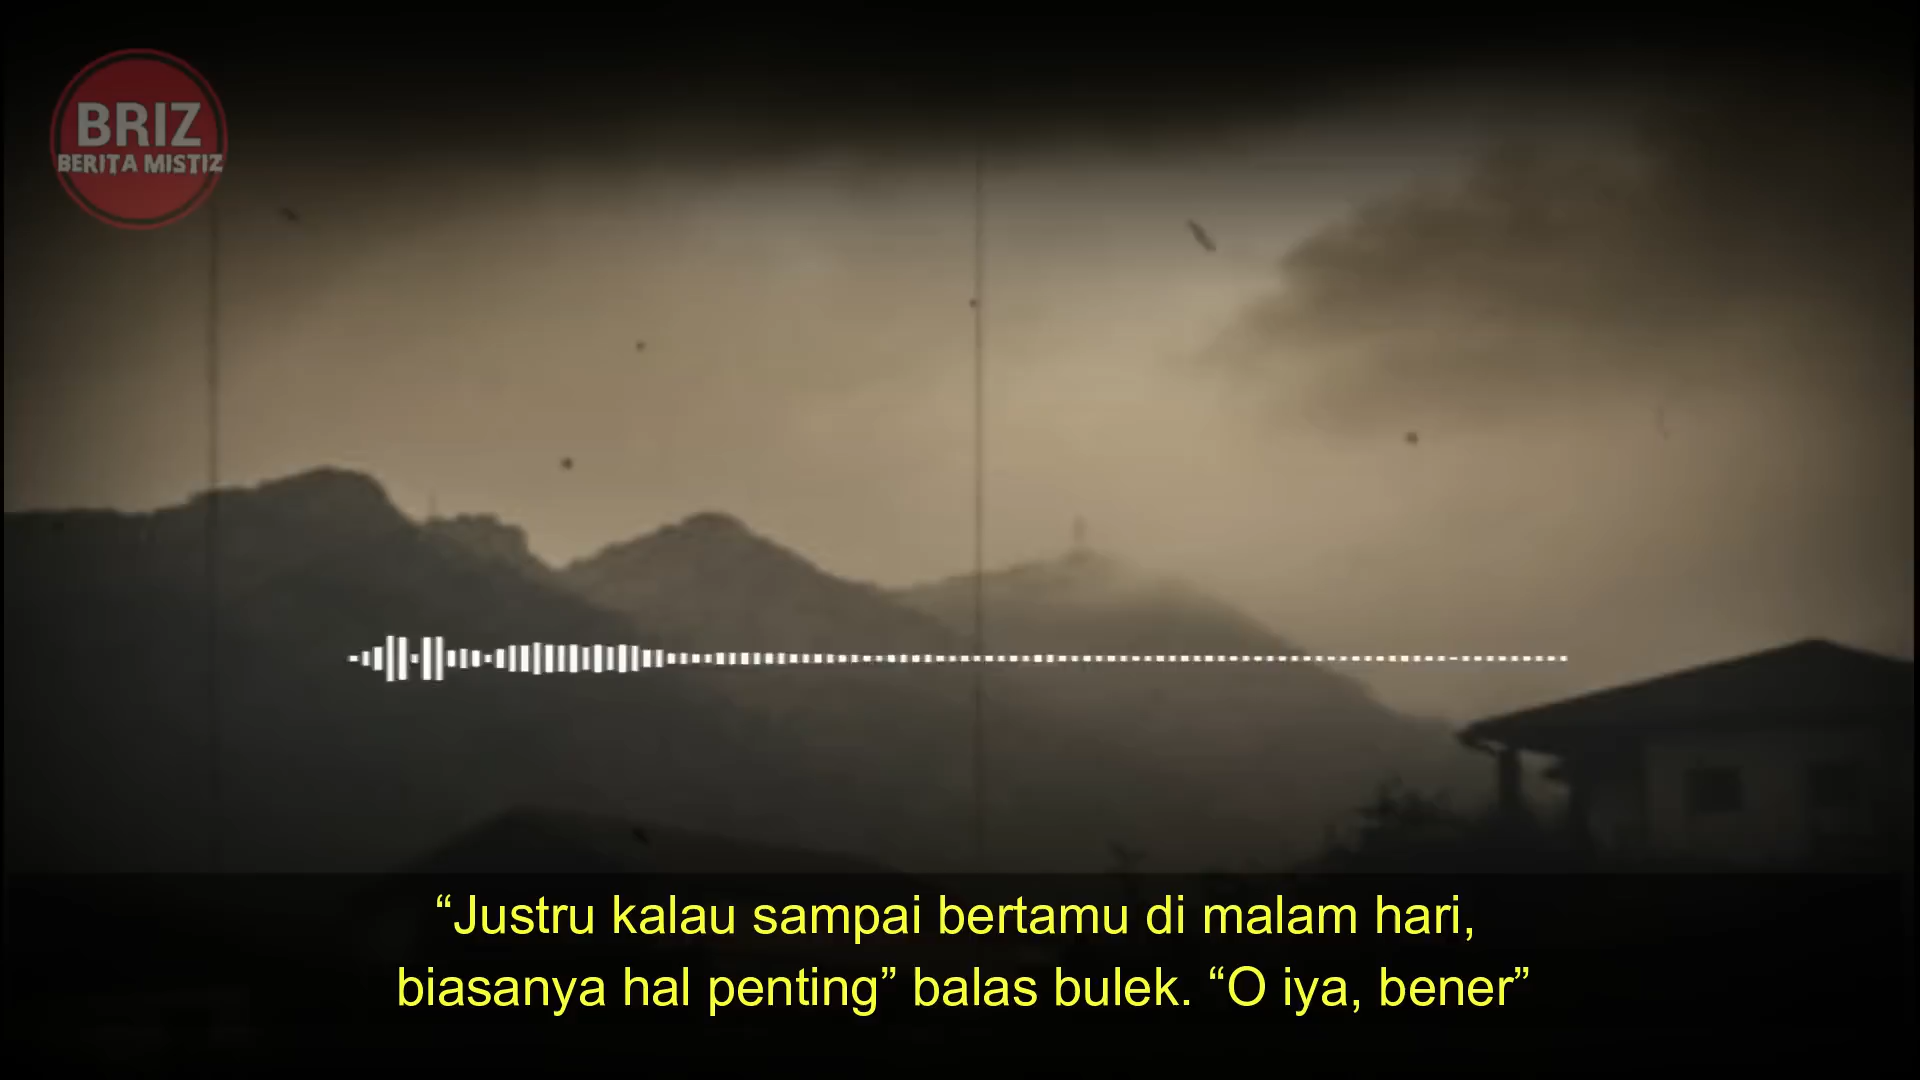 BRIZ
BERITA MISTIZ
“Justru kalau sampai bertamu di malam hari,
biasanya hal penting” balas bulek. “O iya, bener”